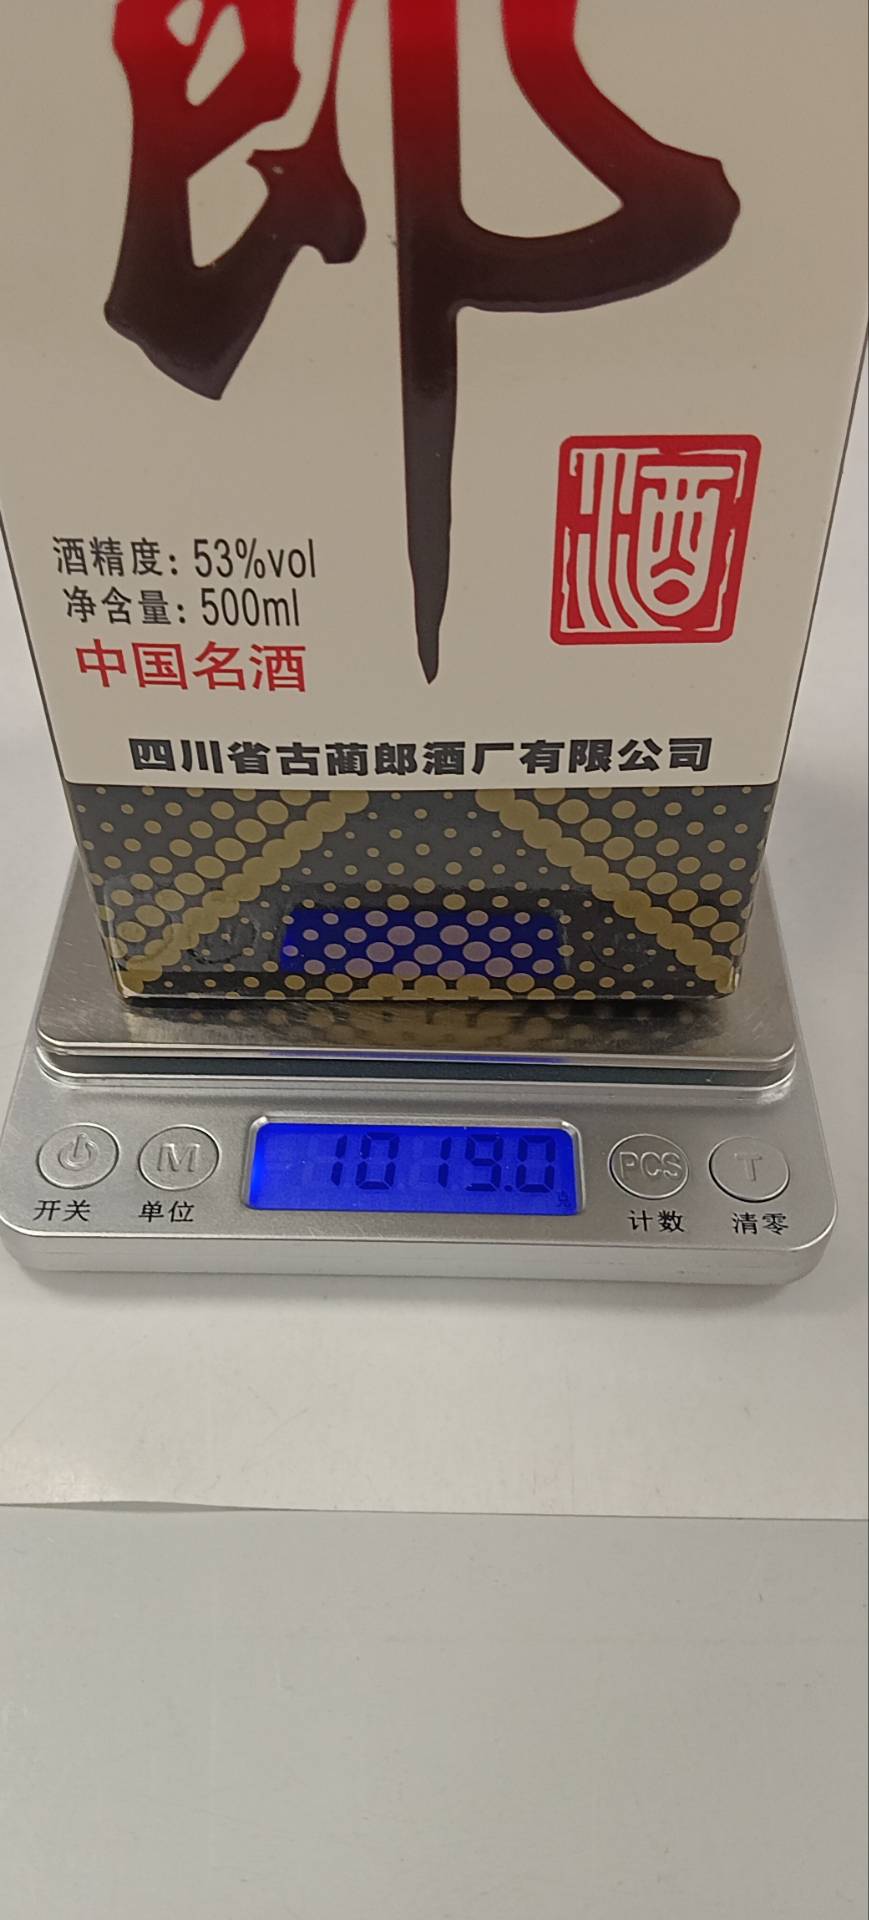 郎
酒
酒精度: 53%vol
净含量: 500ml
中国名酒
四川省古蔺郎酒厂有限公司
1019.0
M PCS T
开关 单位 计数 清零